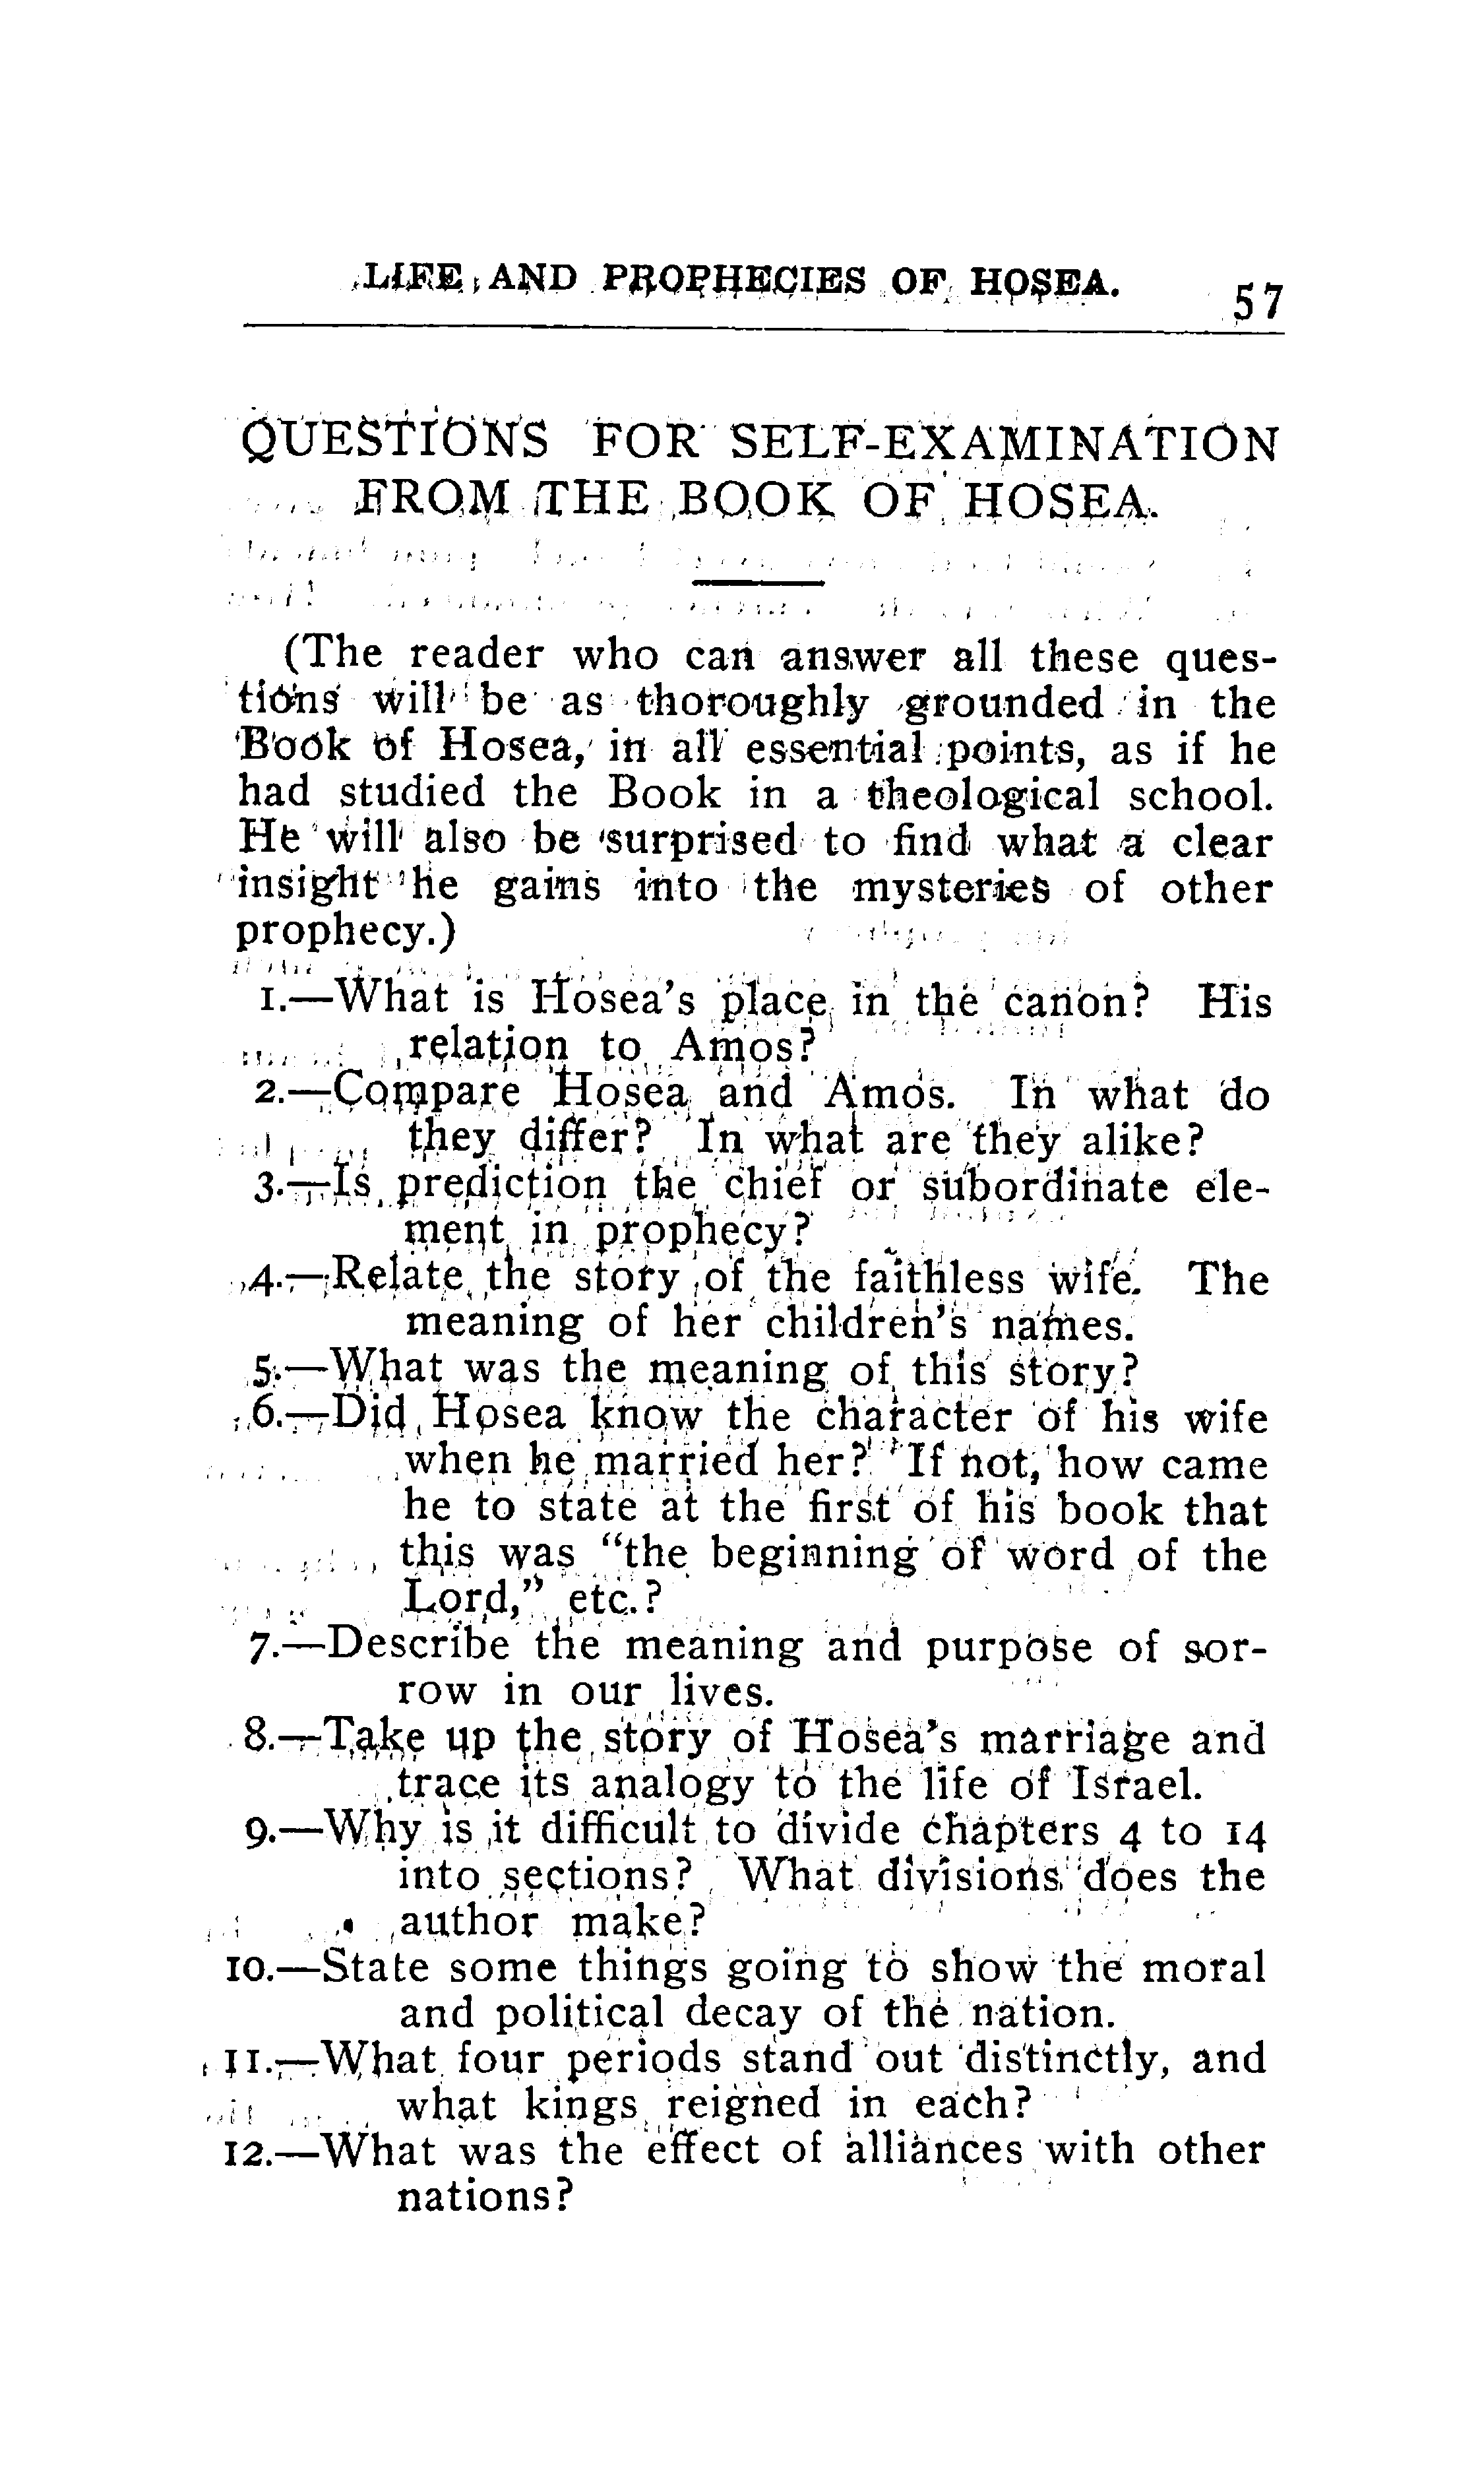 LIFE AND PROPHECIES OF HOSEA. 57
QUESTIONS FOR SELF-EXAMINATION
FROM THE BOOK OF HOSEA.
(The reader who can answer all these ques-
tions will be as thoroughly grounded in the
Book of Hosea, in all essential points, as if he
had studied the Book in a theological school.
He will also be surprised to find what a clear
insight he gains into the mysteries of other
prophecy.)
1.—What is Hosea's place in the canon? His
relation to Amos?
2.—Compare Hosea and Amos. In what do
they differ? In what are they alike?
3.—Is prediction the chief or subordinate ele-
ment in prophecy?
4.—Relate the story of the faithless wife. The
meaning of her children's names.
5.—What was the meaning of this story?
6.—Did Hosea know the character of his wife
when he married her? If not, how came
he to state at the first of his book that
this was "the beginning of word of the
Lord," etc.?
7.—Describe the meaning and purpose of sor-
row in our lives.
8.—Take up the story of Hosea's marriage and
trace its analogy to the life of Israel.
9.—Why is it difficult to divide chapters 4 to 14
into sections? What divisions does the
author make?
10.—State some things going to show the moral
and political decay of the nation.
11.—What four periods stand out distinctly, and
what kings reigned in each?
12.—What was the effect of alliances with other
nations?